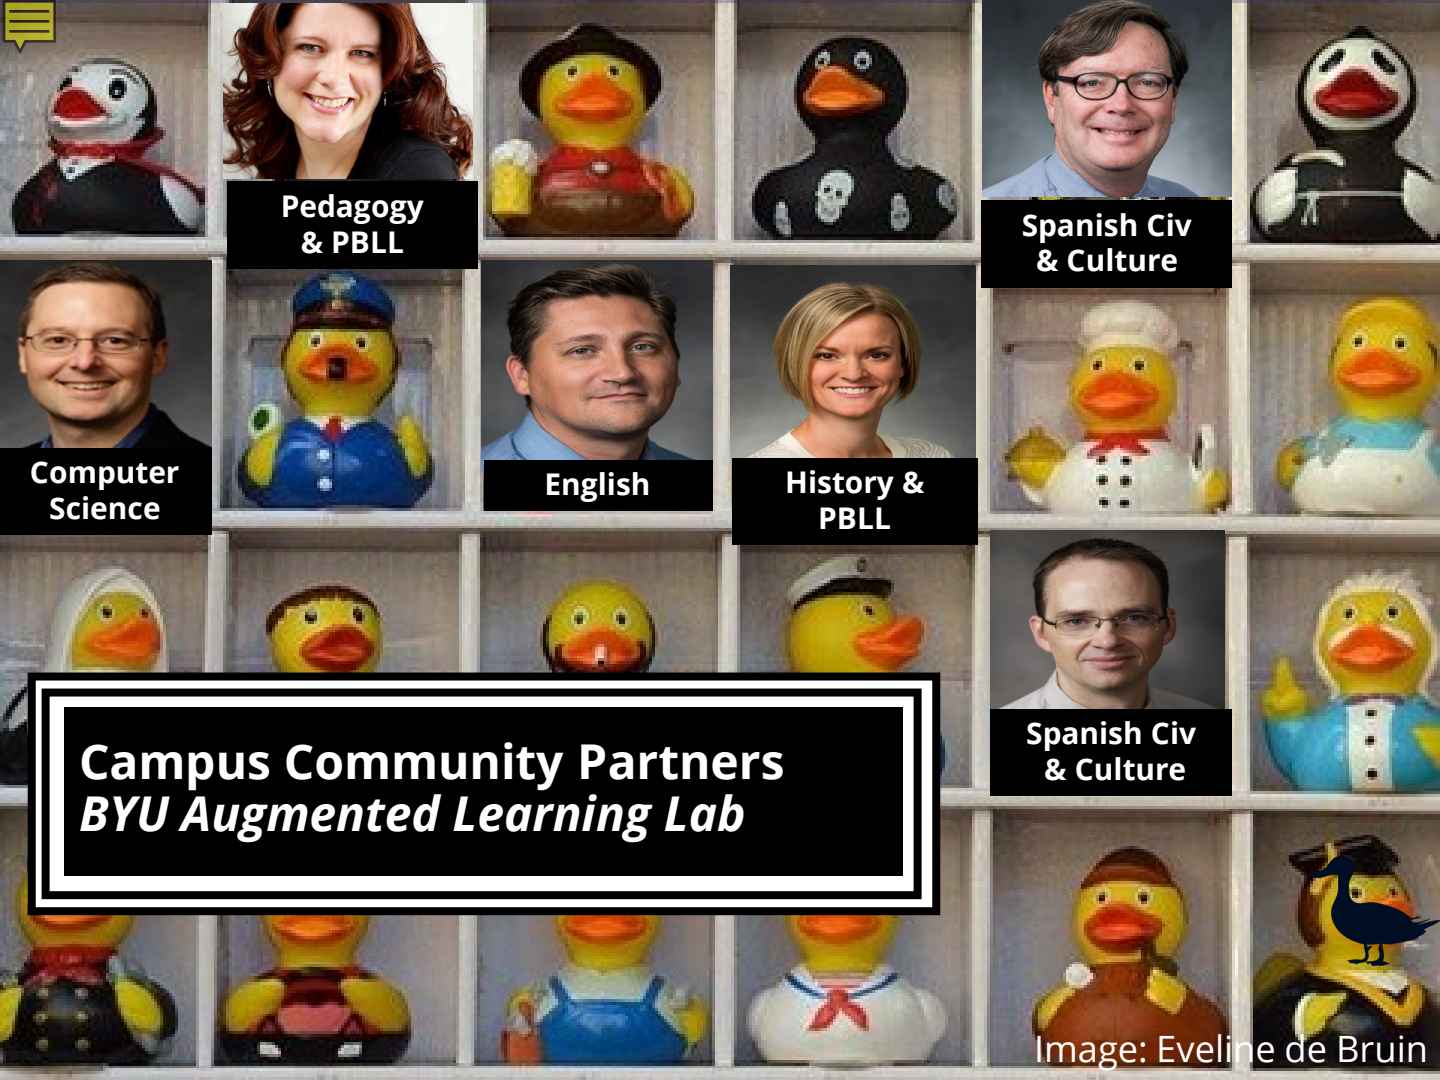 Pedagogy
& PBLL
Spanish Civ
& Culture
Computer
Science
English
History &
PBLL
Spanish Civ
& Culture
Campus Community Partners
BYU Augmented Learning Lab
Image: Eveline de Bruin